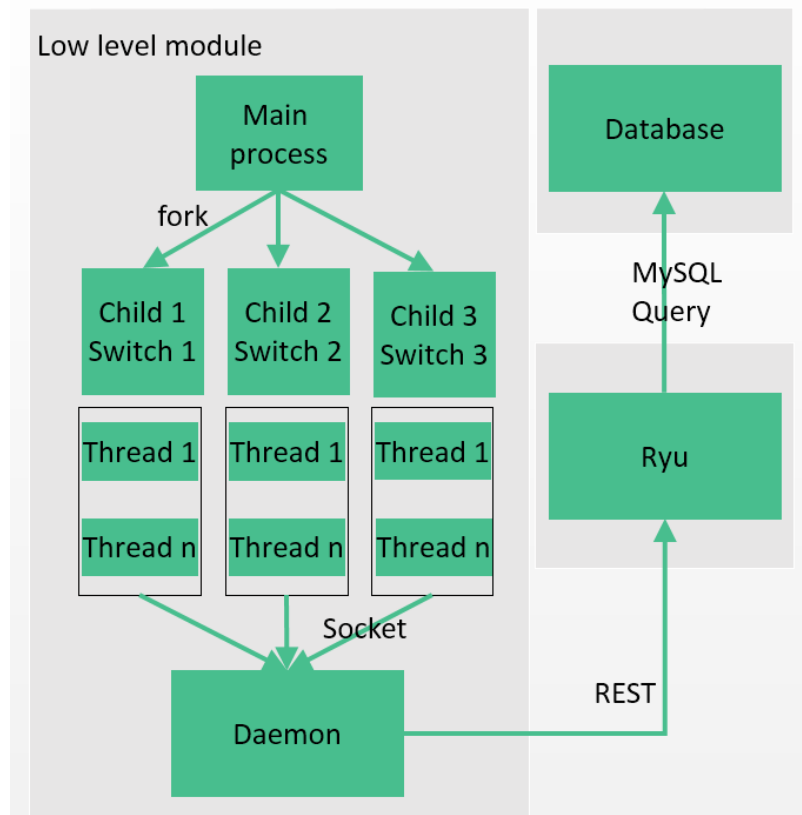 Low level module
Main
process
fork
Child 1
Switch 1
Child 2
Switch 2
Child 3
Switch 3
Thread 1
Thread 1
Thread 1
Thread n
Thread n
Thread n
Socket
Daemon
Database
MySQL
Query
Ryu
REST